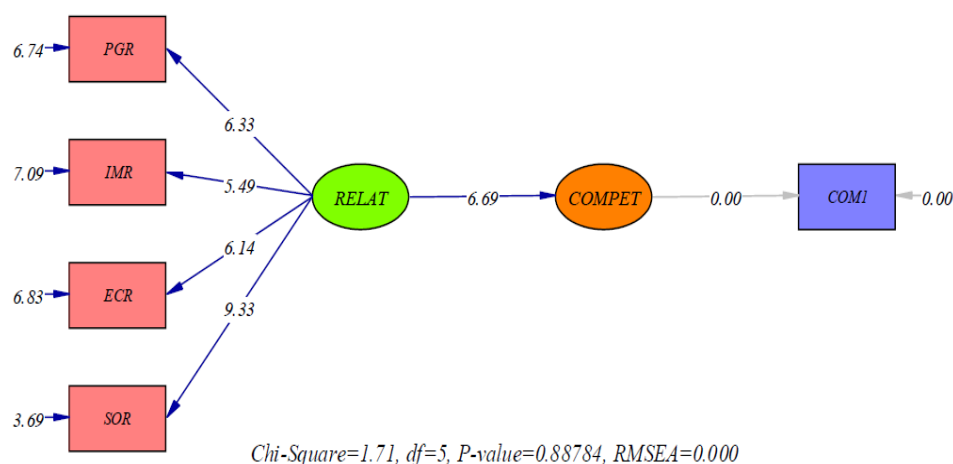 6.74 PGR
6.33
7.09 IMR
5.49
RELAT 6.69 COMPET 0.00 COM1 0.00
6.14
6.83 ECR
9.33
3.69 SOR
Chi-Square=1.71, df=5, P-value=0.88784, RMSEA=0.000